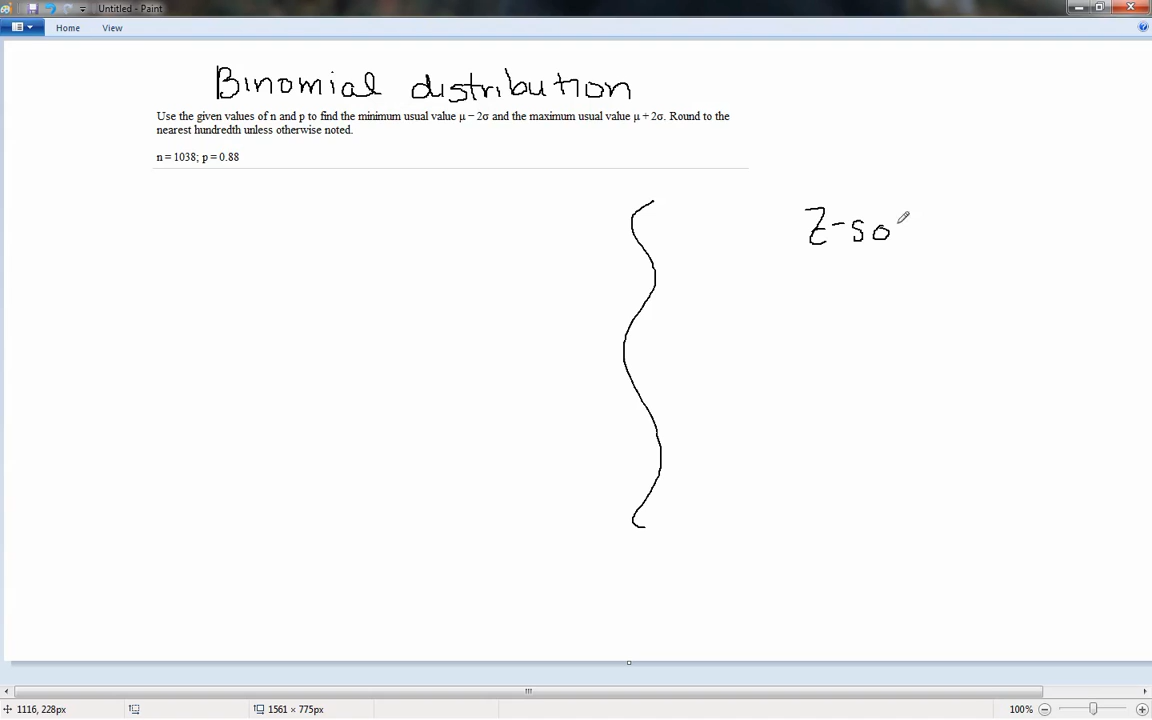 Untitled - Paint
Home View
Binomial distribution
Use the given values of n and p to find the minimum usual value μ − 2σ and the maximum usual value μ + 2σ. Round to the
nearest hundredth unless otherwise noted.
n = 1038; p = 0.88
Z-so
1116, 228px
1561 × 775px
100%